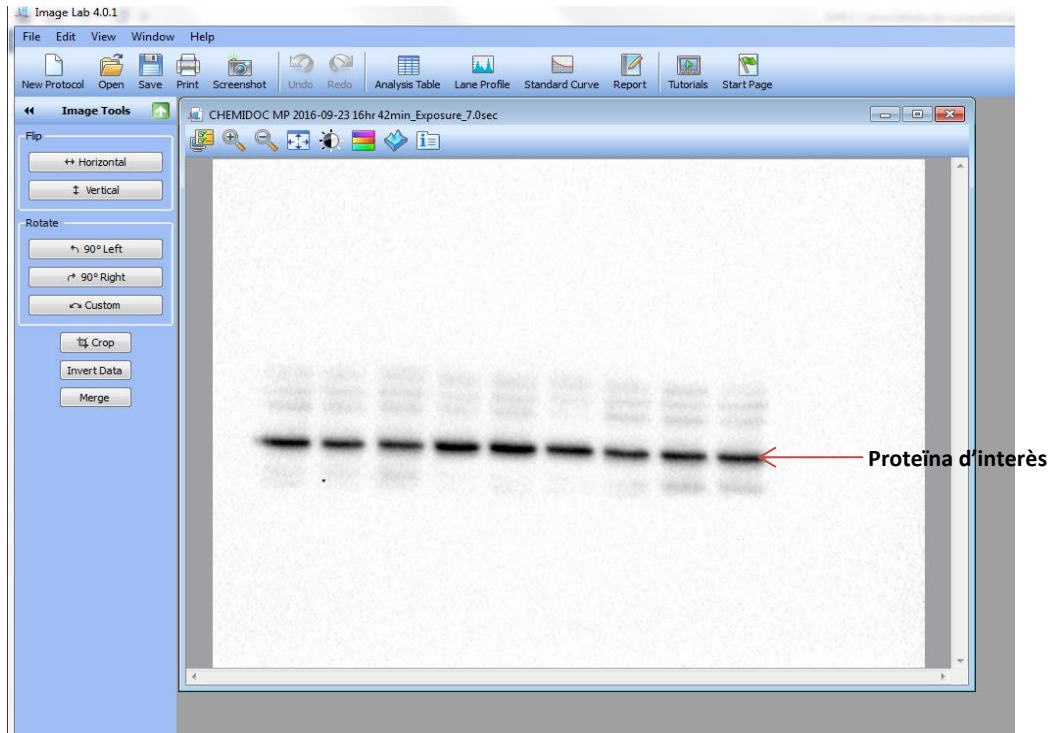 Image Lab 4.0.1
File Edit View Window Help
New Protocol Open Save Print Screenshot Undo Redo Analysis Table Lane Profile Standard Curve Report Tutorials Start Page
Image Tools
CHEMIDOC MP 2016-09-23 16hr 42min_Exposure_7.0sec
Flip
Horizontal
Vertical
Rotate
90º Left
90º Right
Custom
Crop
Invert Data
Merge
Proteïna d'interès